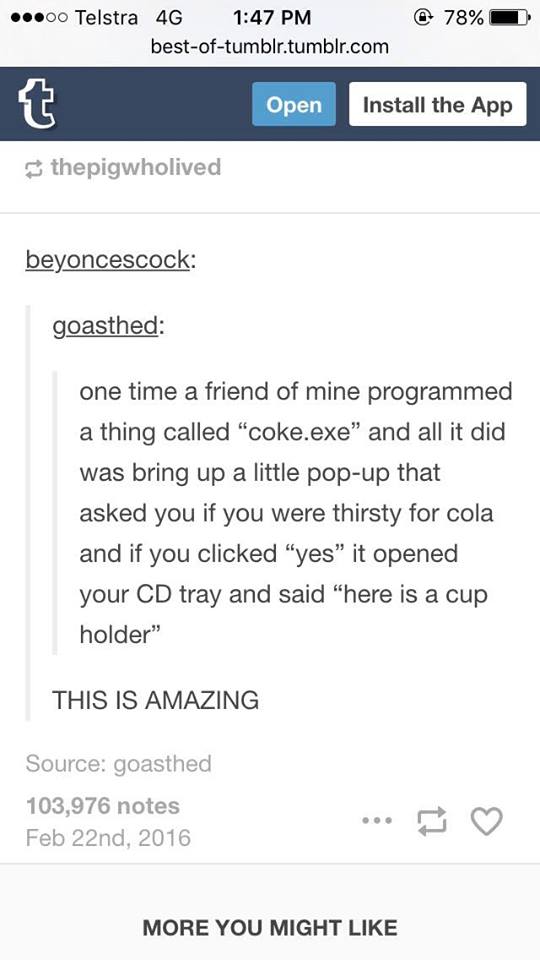 Telstra 4G 1:47 PM 78%
best-of-tumblr.tumblr.com
t Open Install the App
thepigwholived
beyoncescock:
goasthed:
one time a friend of mine programmed
a thing called “coke.exe” and all it did
was bring up a little pop-up that
asked you if you were thirsty for cola
and if you clicked “yes” it opened
your CD tray and said “here is a cup
holder”
THIS IS AMAZING
Source: goasthed
103,976 notes
Feb 22nd, 2016
MORE YOU MIGHT LIKE